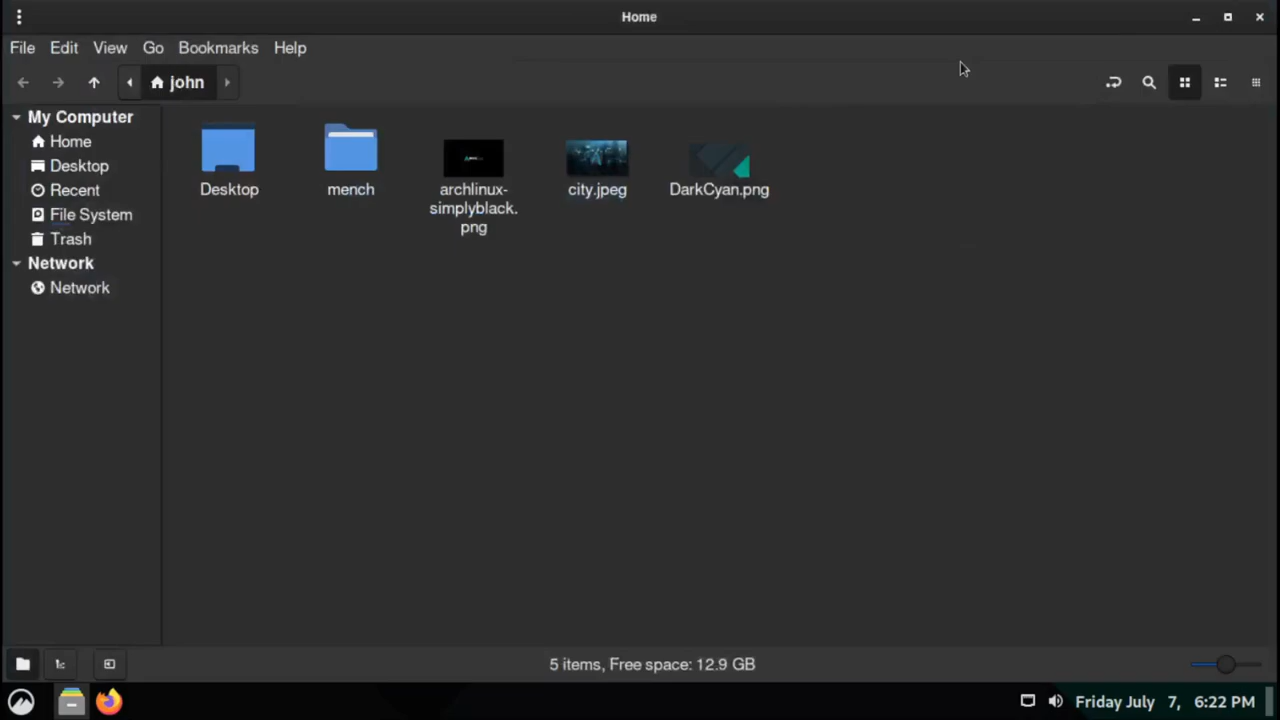 Home
File Edit View Go Bookmarks Help
john
My Computer
Home
Desktop
Recent
File System
Trash
Network
Network
Desktop
mench
archlinux-
simplyblack.
png
city.jpeg
DarkCyan.png
5 items, Free space: 12.9 GB
Friday July 7, 6:22 PM